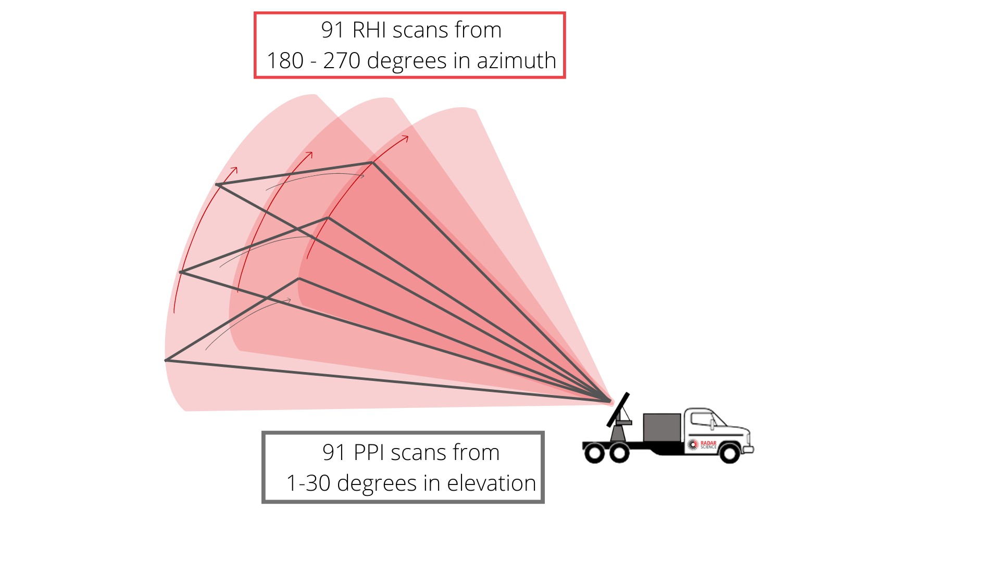 91 RHI scans from
180 - 270 degrees in azimuth
RADAR
SCIENCE
91 PPI scans from
1-30 degrees in elevation